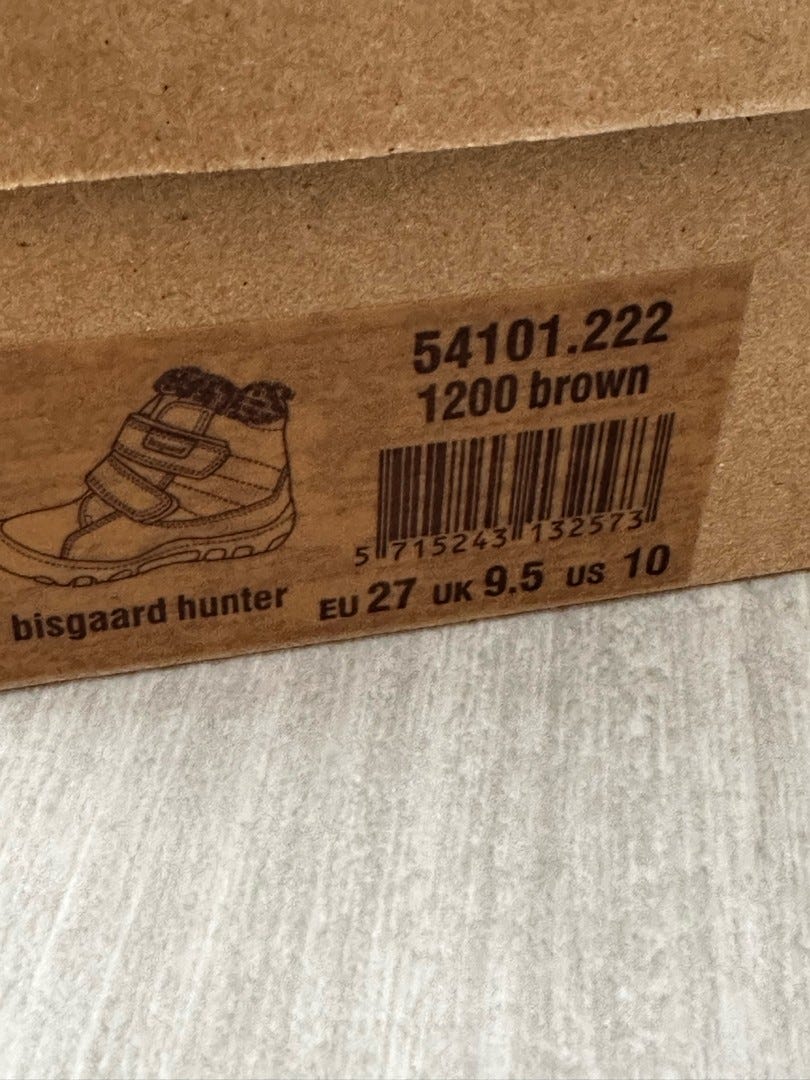 54101.222
1200 brown
5 715243 132573
bisgaard hunter
EU 27 UK 9.5 US 10